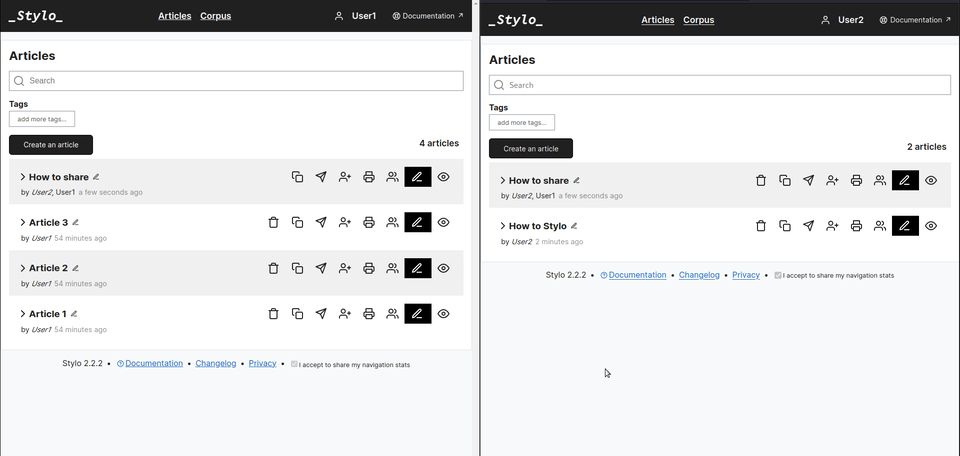 _Stylo_ Articles Corpus User1 Documentation
Articles
Search
Tags
add more tags...
Create an article
4 articles
How to share
by User2, User1 a few seconds ago
Article 3
by User1 54 minutes ago
Article 2
by User1 54 minutes ago
Article 1
by User1 54 minutes ago
Stylo 2.2.2 • Documentation • Changelog • Privacy • I accept to share my navigation stats
_Stylo_ Articles Corpus User2 Documentation
Articles
Search
Tags
add more tags...
Create an article
2 articles
How to share
by User2, User1 a few seconds ago
How to Stylo
by User2 2 minutes ago
Stylo 2.2.2 • Documentation • Changelog • Privacy • I accept to share my navigation stats